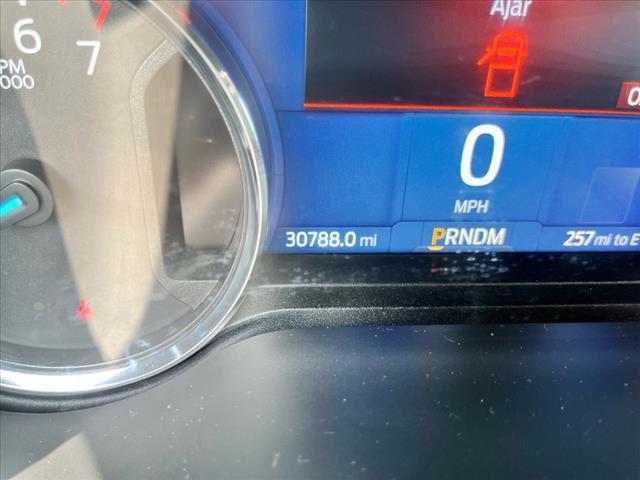 Ajar
6
7
PM
000
0
MPH
30788.0 mi
PRNDM
257 mi to E